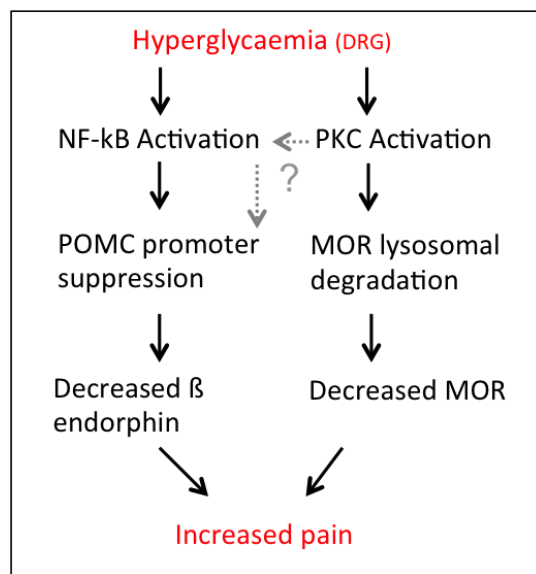 Hyperglycaemia (DRG)
NF-kB Activation
PKC Activation
?
POMC promoter
suppression
MOR lysosomal
degradation
Decreased ß
endorphin
Decreased MOR
Increased pain